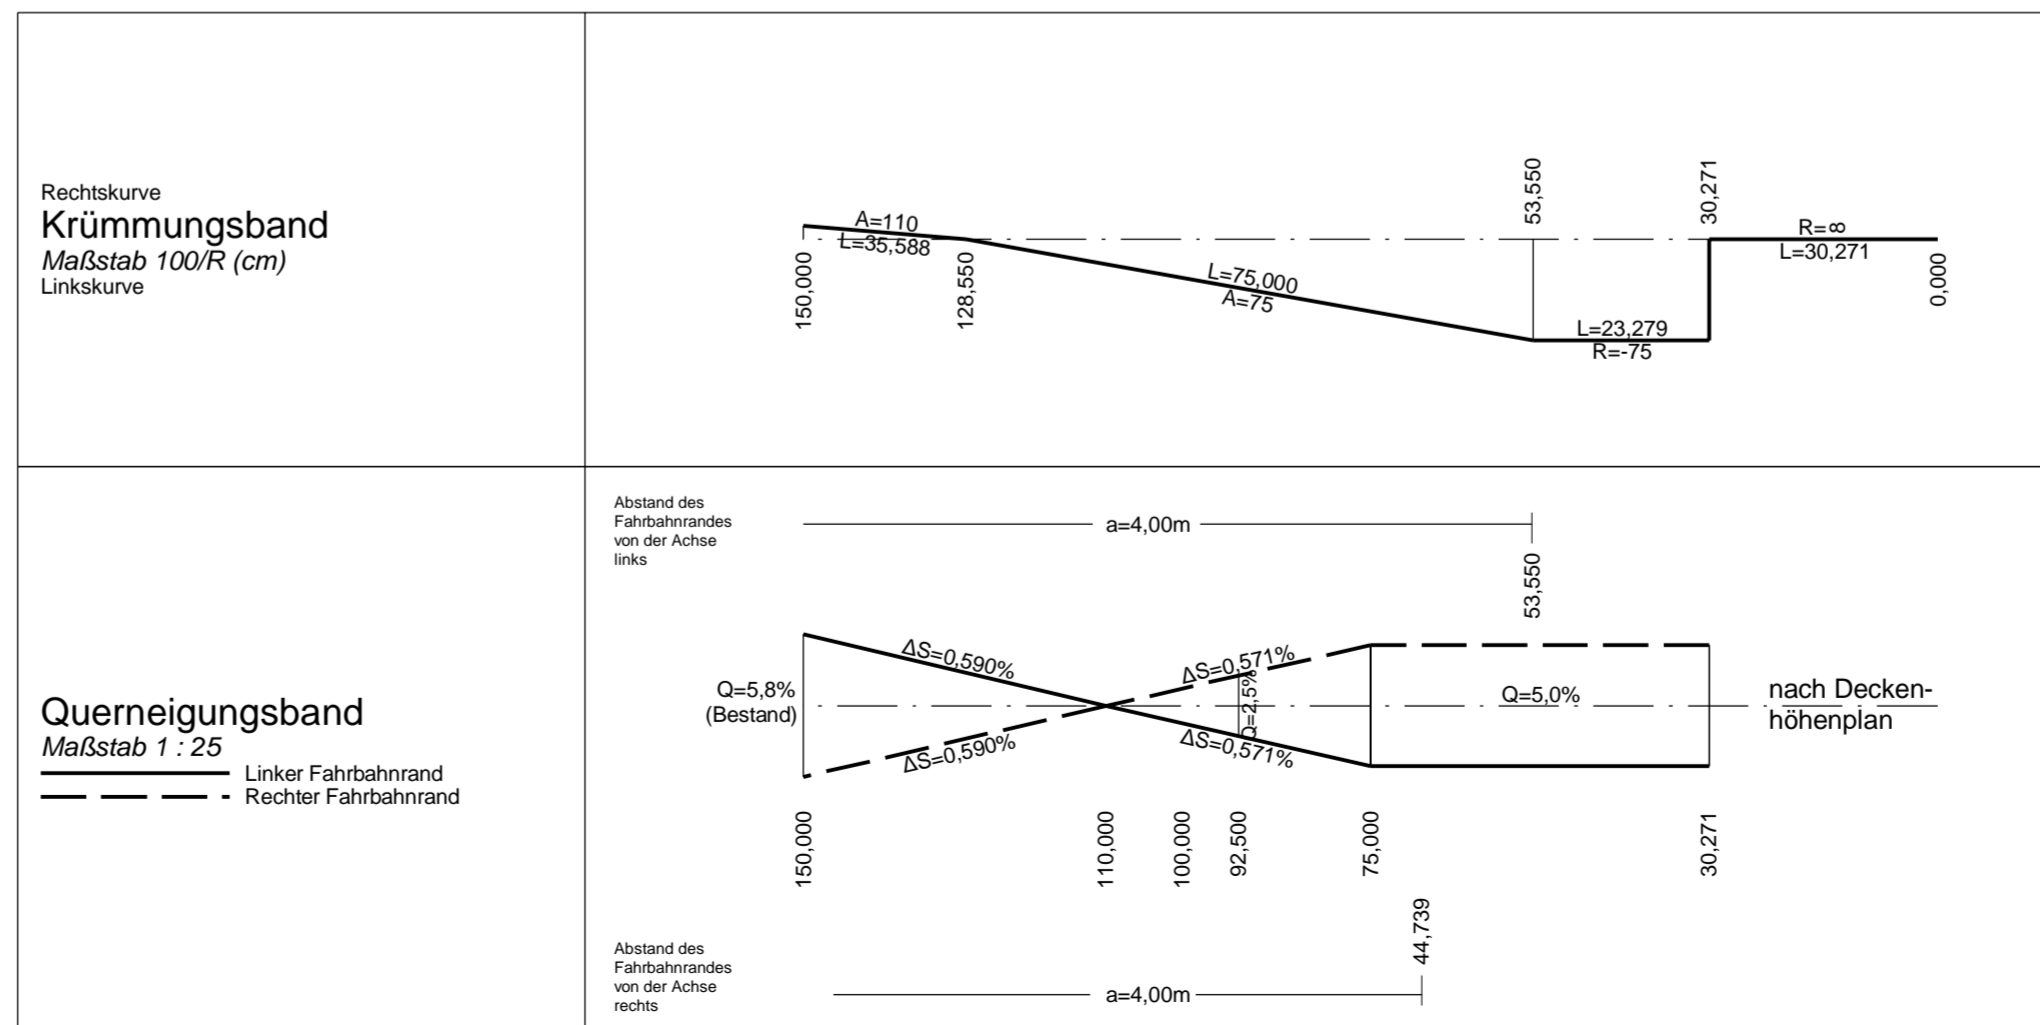 Rechtskurve
Krümmungsband
Maßstab 100/R (cm)
Linkskurve
A=110
L=35,588
150,000
128,550
L=75,000
A=75
53,550
L=23,279
R=-75
30,271
R=∞
L=30,271
0,000
Querneigungsband
Maßstab 1 : 25
Linker Fahrbahnrand
Rechter Fahrbahnrand
Abstand des
Fahrbahnrandes
von der Achse
links
a=4,00m
53,550
Q=5,8%
(Bestand)
ΔS=0,590%
ΔS=0,590%
ΔS=0,571%
ΔS=0,571%
Q=2,5%
Q=5,0%
nach Decken-
höhenplan
150,000
110,000
100,000
92,500
75,000
30,271
44,739
Abstand des
Fahrbahnrandes
von der Achse
rechts
a=4,00m